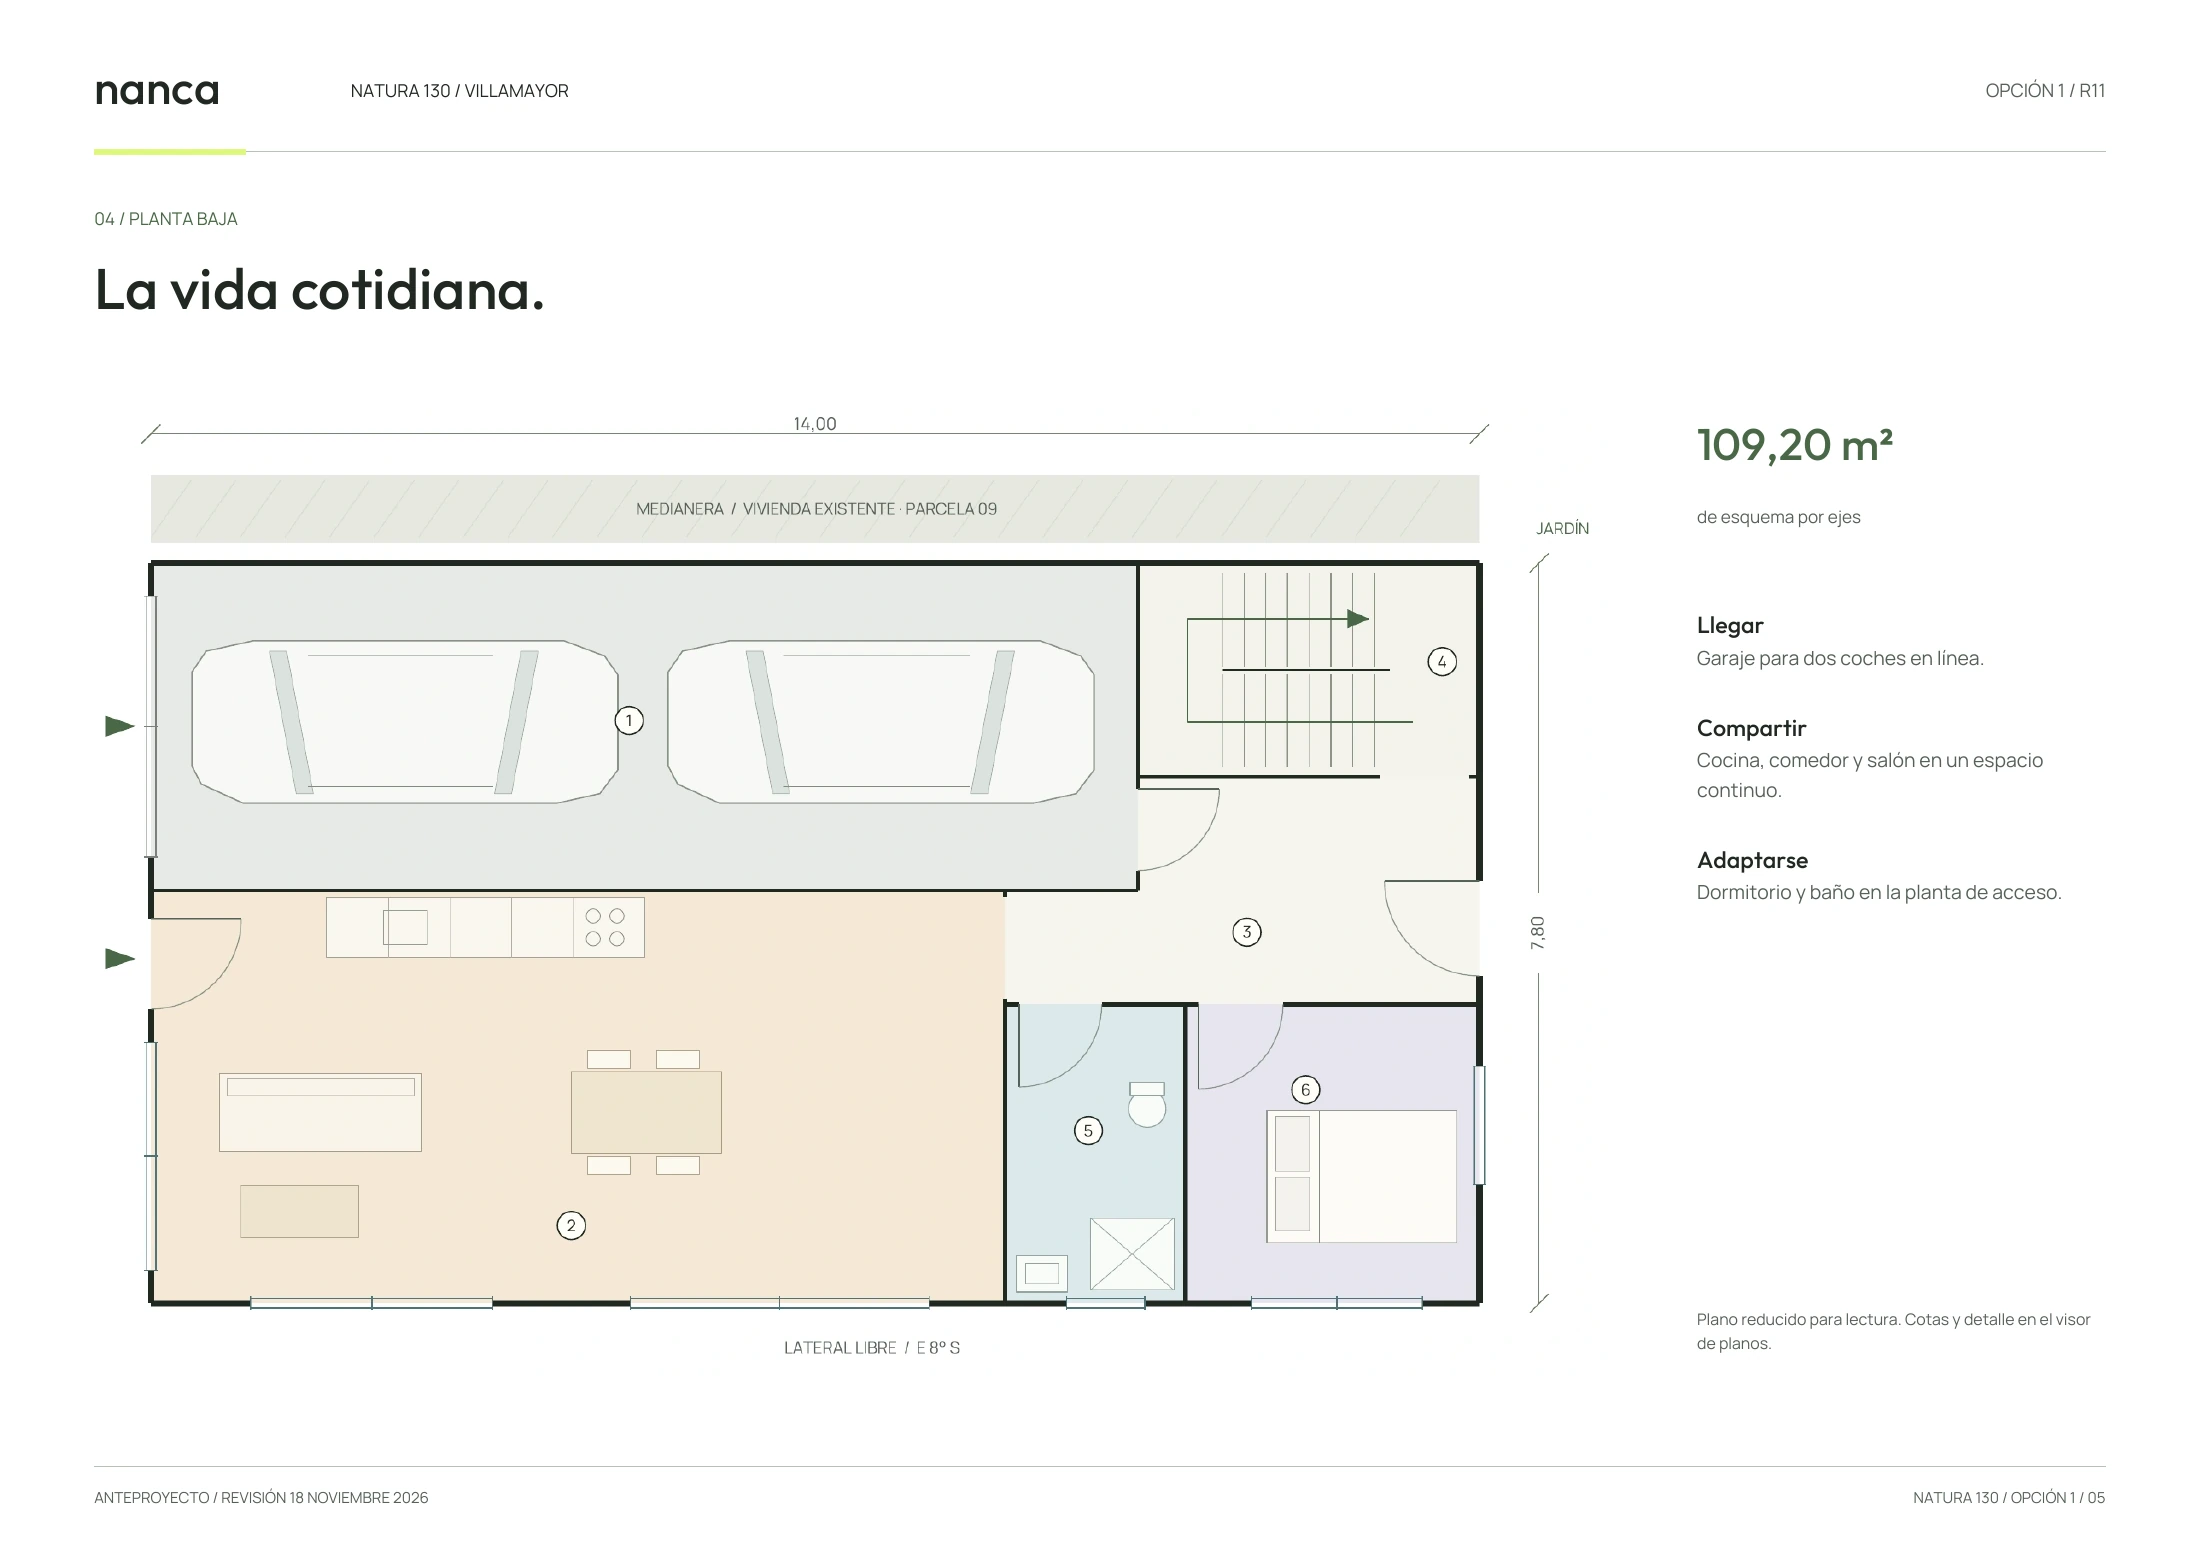 nanca
NATURA 130 / VILLAMAYOR
OPCIÓN 1 / R11
04 / PLANTA BAJA
La vida cotidiana.
14,00
MEDIANERA / VIVIENDA EXISTENTE · PARCELA 09
JARDÍN
1
4
3
7,80
5
6
2
LATERAL LIBRE / E 8° S
109,20 m²
de esquema por ejes
Llegar
Garaje para dos coches en línea.
Compartir
Cocina, comedor y salón en un espacio
continuo.
Adaptarse
Dormitorio y baño en la planta de acceso.
Plano reducido para lectura. Cotas y detalle en el visor
de planos.
ANTEPROYECTO / REVISIÓN 18 NOVIEMBRE 2026
NATURA 130 / OPCIÓN 1 / 05